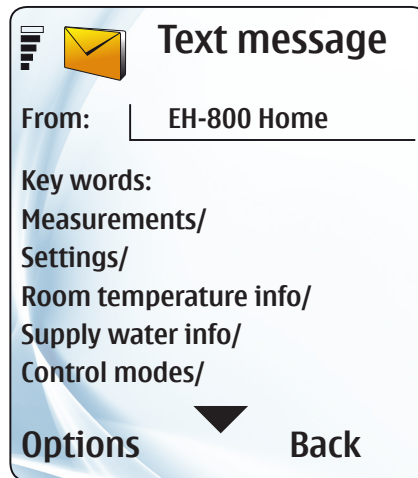 Text message
From: EH-800 Home
Key words:
Measurements/
Settings/
Room temperature info/
Supply water info/
Control modes/
Options Back